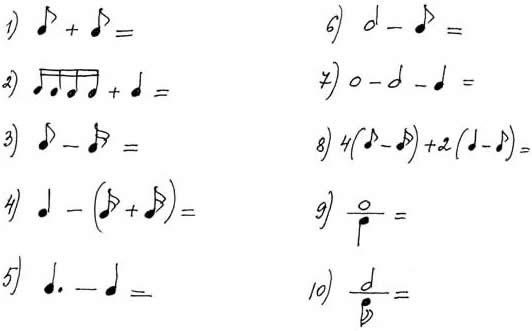 1) ♪ + ♪ =
2) ♬♬ + ♩ =
3) ♪ − 𝅘𝅥𝅯 =
4) ♩ − (𝅘𝅥𝅯 + 𝅘𝅥𝅯) =
5) ♩. − ♩ =
6) 𝅗𝅥 − ♪ =
7) 𝅝 − 𝅗𝅥 − ♩ =
8) 4(♪ − 𝅘𝅥𝅯) + 2(♩ − ♪) =
9) 𝅝 / ♩ =
10) 𝅗𝅥 / 𝅘𝅥𝅯 =